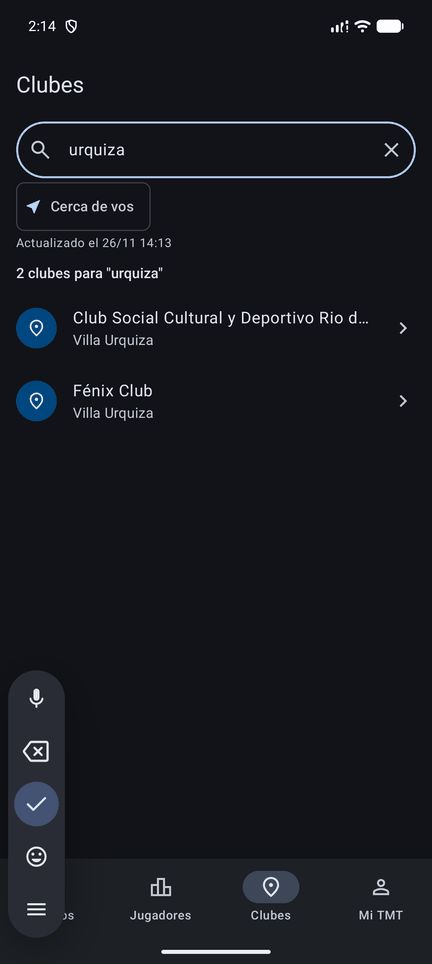 2:14
Clubes
urquiza
Cerca de vos
Actualizado el 26/11 14:13
2 clubes para "urquiza"
Club Social Cultural y Deportivo Rio d...
Villa Urquiza
Fénix Club
Villa Urquiza
Jugadores
Clubes
Mi TMT